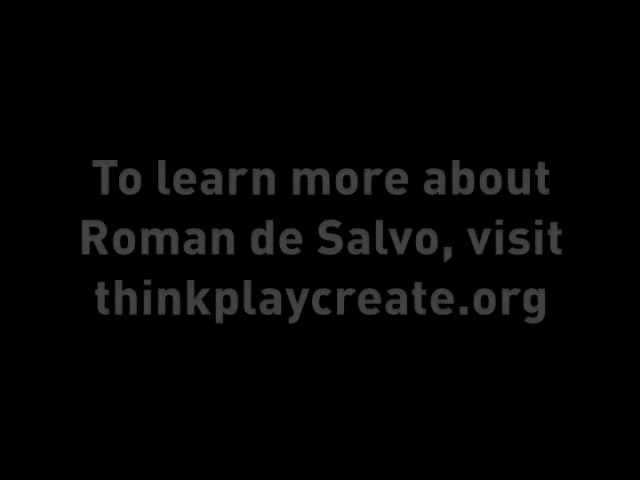 To learn more about
Roman de Salvo, visit
thinkplaycreate.org